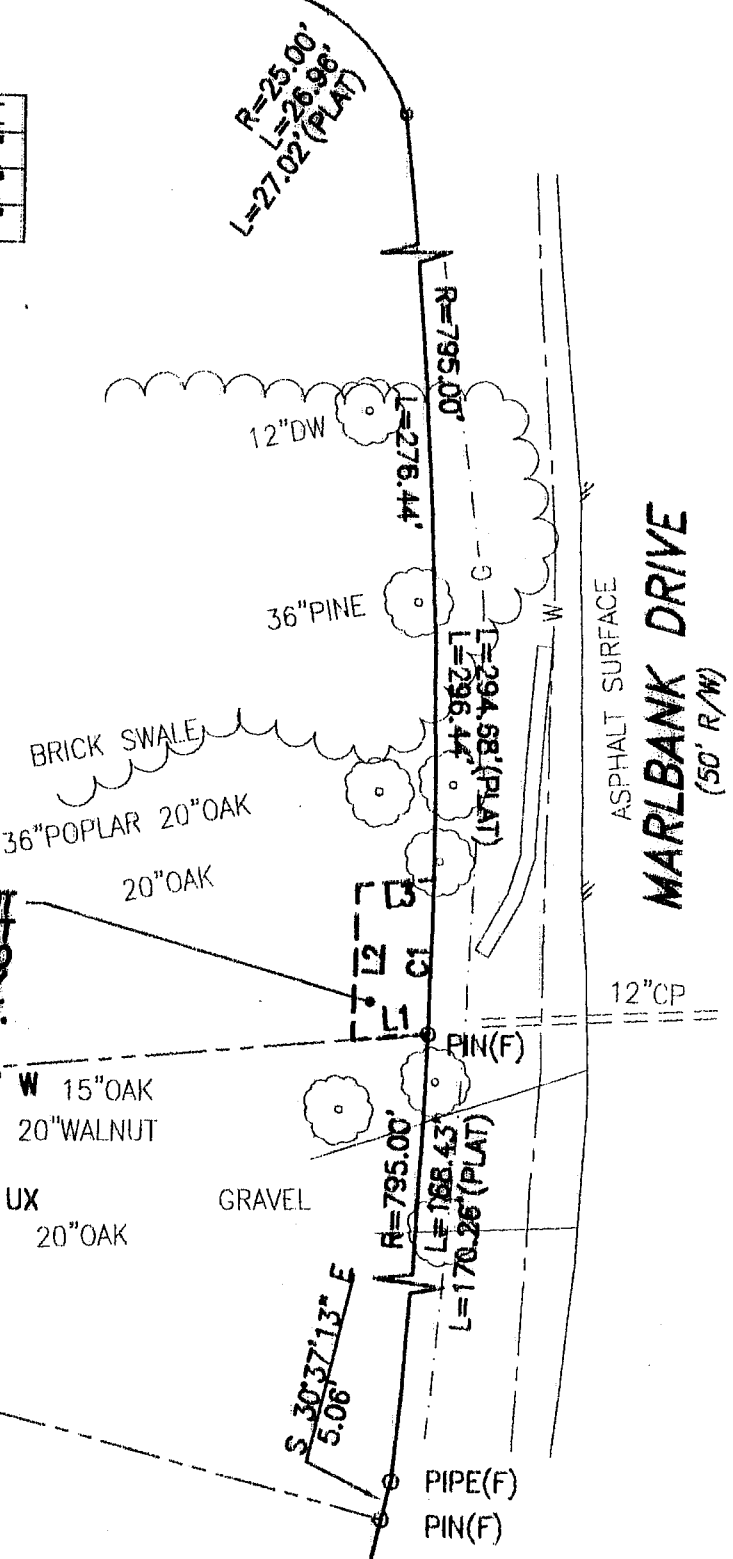 R=25.00'
L=26.96'
L=27.02'(PLAT)
R=795.00'
L=276.44'
12"DW
36"PINE
G
W
L=294.68'(PLAT)
L=296.44'
ASPHALT SURFACE
MARLBANK DRIVE
(50' R/W)
BRICK SWALE
36"POPLAR 20"OAK
20"OAK
L3
L2
C1
L1
12"CP
PIN(F)
W 15"OAK
20"WALNUT
UX
GRAVEL
20"OAK
R=795.00'
L=168.43'
L=170.26'(PLAT)
S 30°37'13" E
5.06'
PIPE(F)
PIN(F)